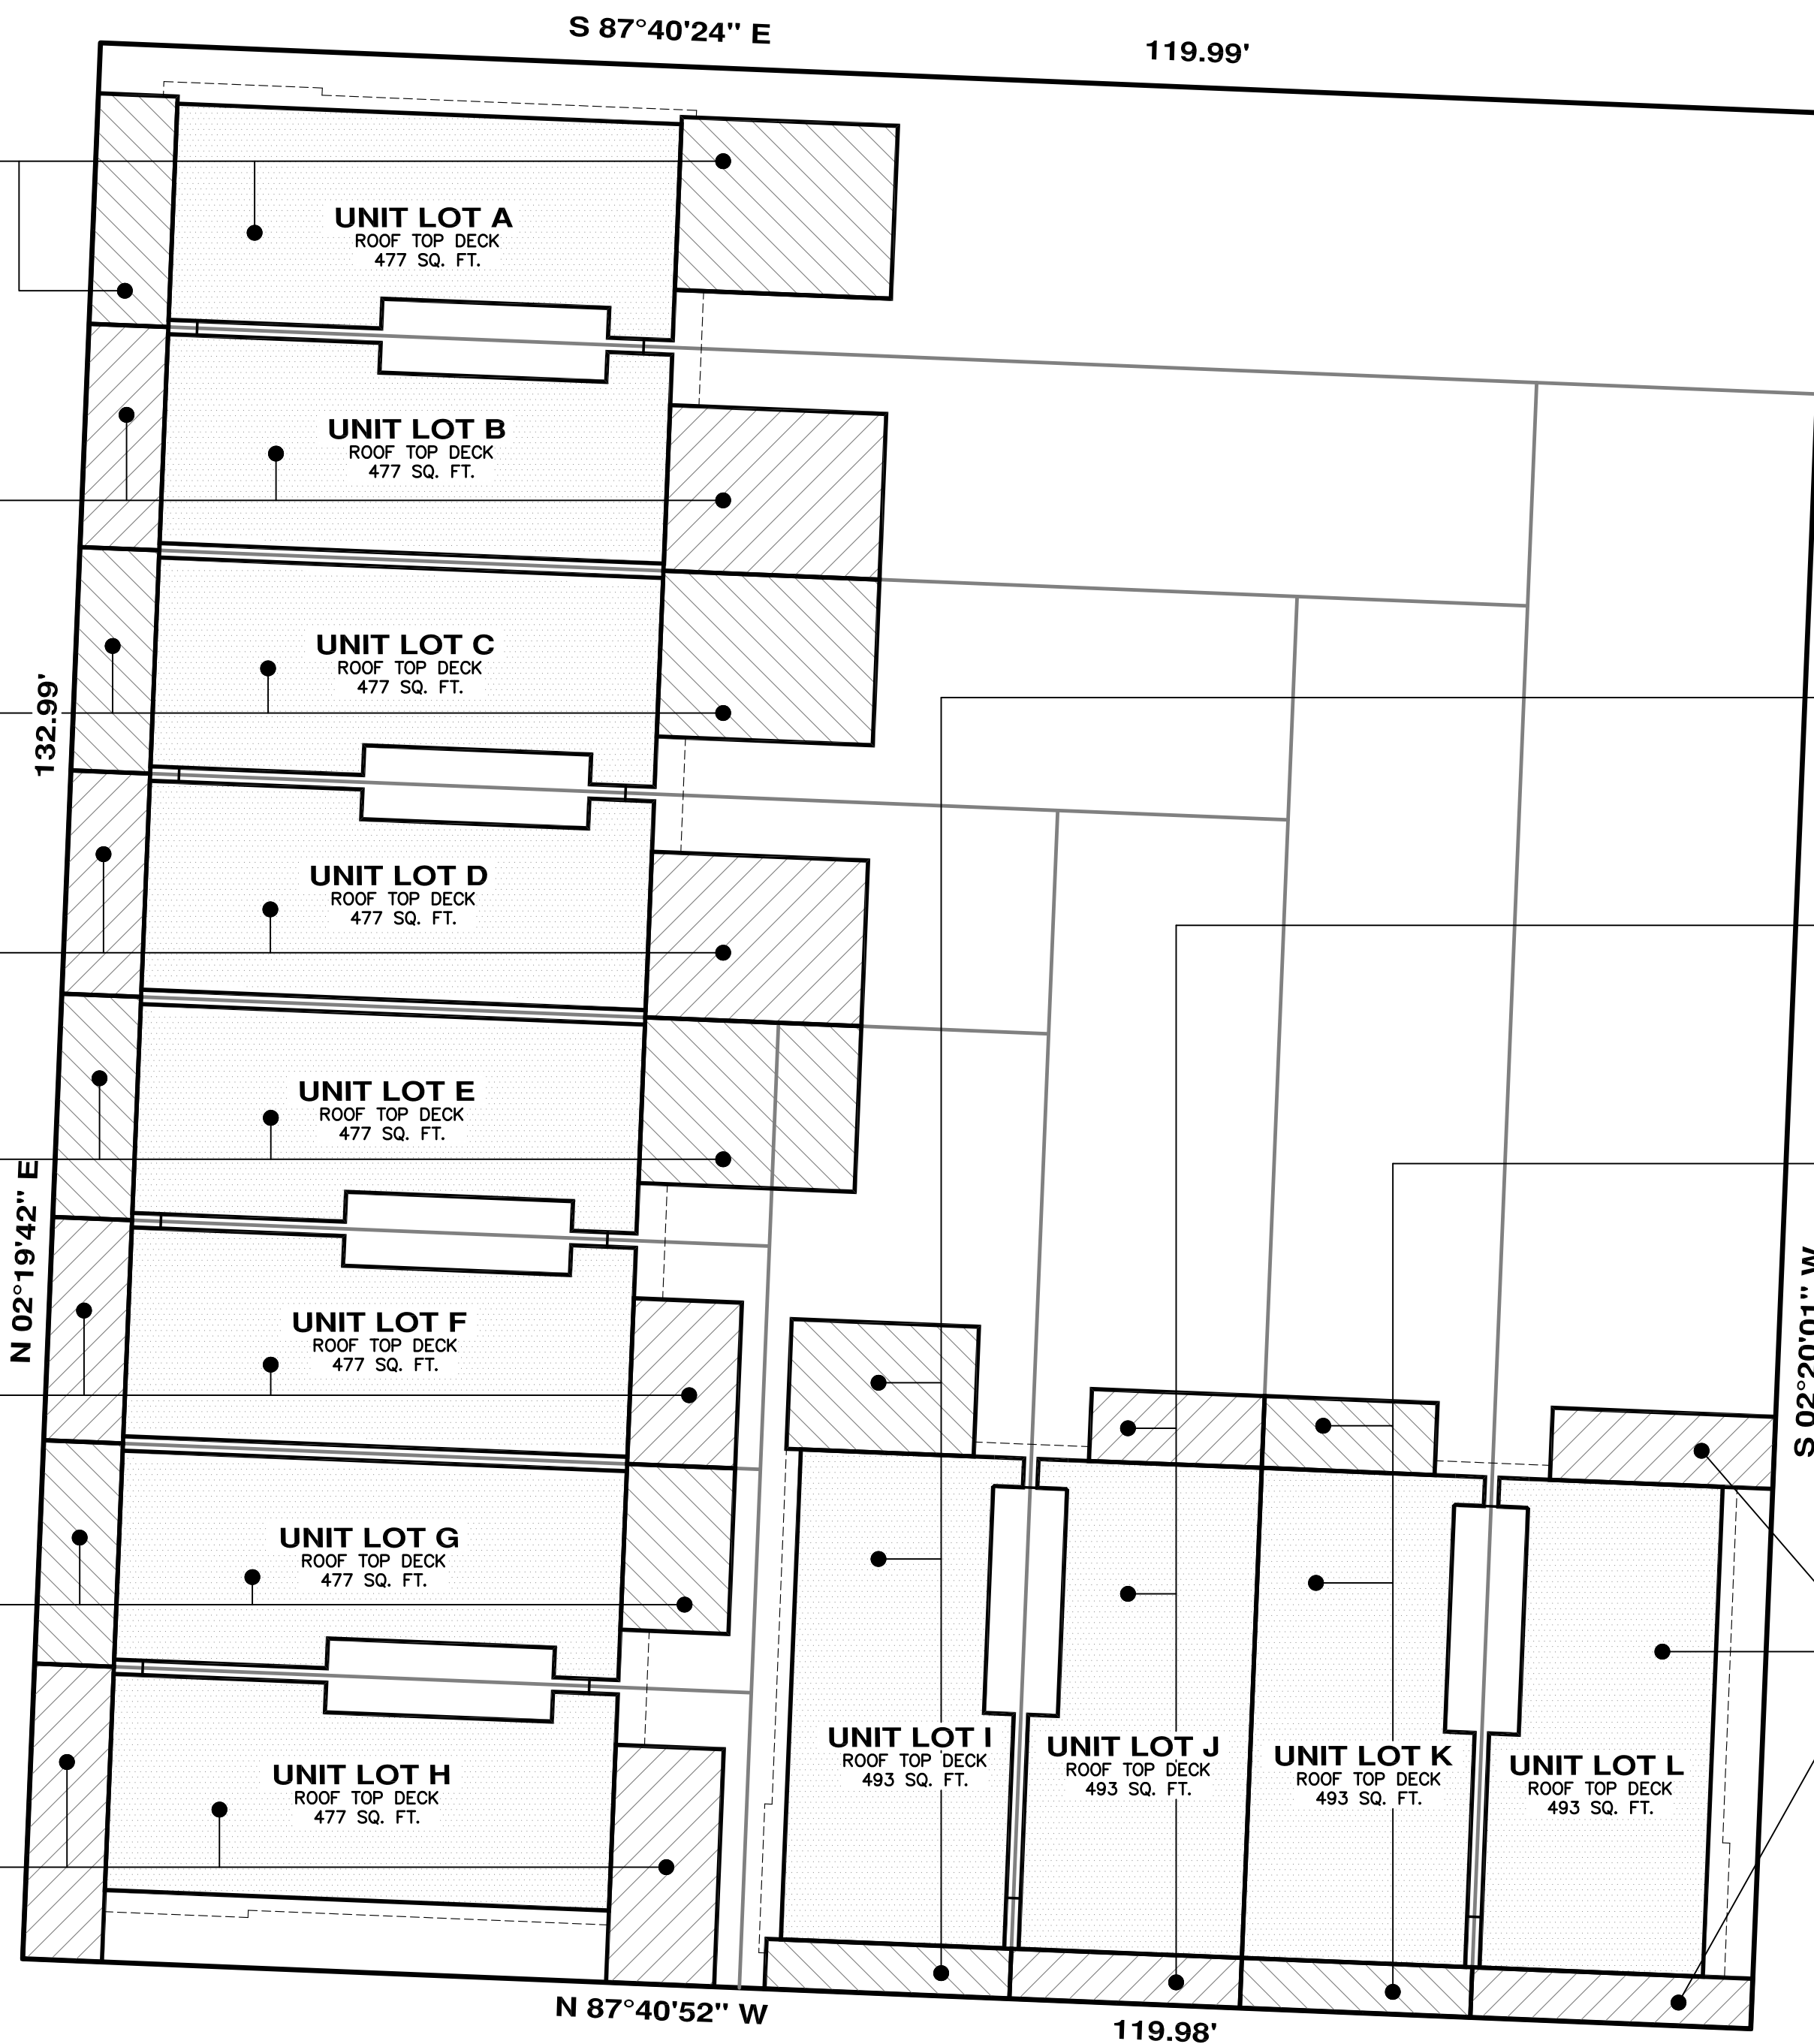 S 87°40'24" E
119.99'
UNIT LOT A
ROOF TOP DECK
477 SQ. FT.
UNIT LOT B
ROOF TOP DECK
477 SQ. FT.
UNIT LOT C
ROOF TOP DECK
477 SQ. FT.
132.99'
UNIT LOT D
ROOF TOP DECK
477 SQ. FT.
UNIT LOT E
ROOF TOP DECK
477 SQ. FT.
N 02°19'42" E
UNIT LOT F
ROOF TOP DECK
477 SQ. FT.
S 02°20'01" W
UNIT LOT G
ROOF TOP DECK
477 SQ. FT.
UNIT LOT H
ROOF TOP DECK
477 SQ. FT.
UNIT LOT I
ROOF TOP DECK
493 SQ. FT.
UNIT LOT J
ROOF TOP DECK
493 SQ. FT.
UNIT LOT K
ROOF TOP DECK
493 SQ. FT.
UNIT LOT L
ROOF TOP DECK
493 SQ. FT.
N 87°40'52" W
119.98'